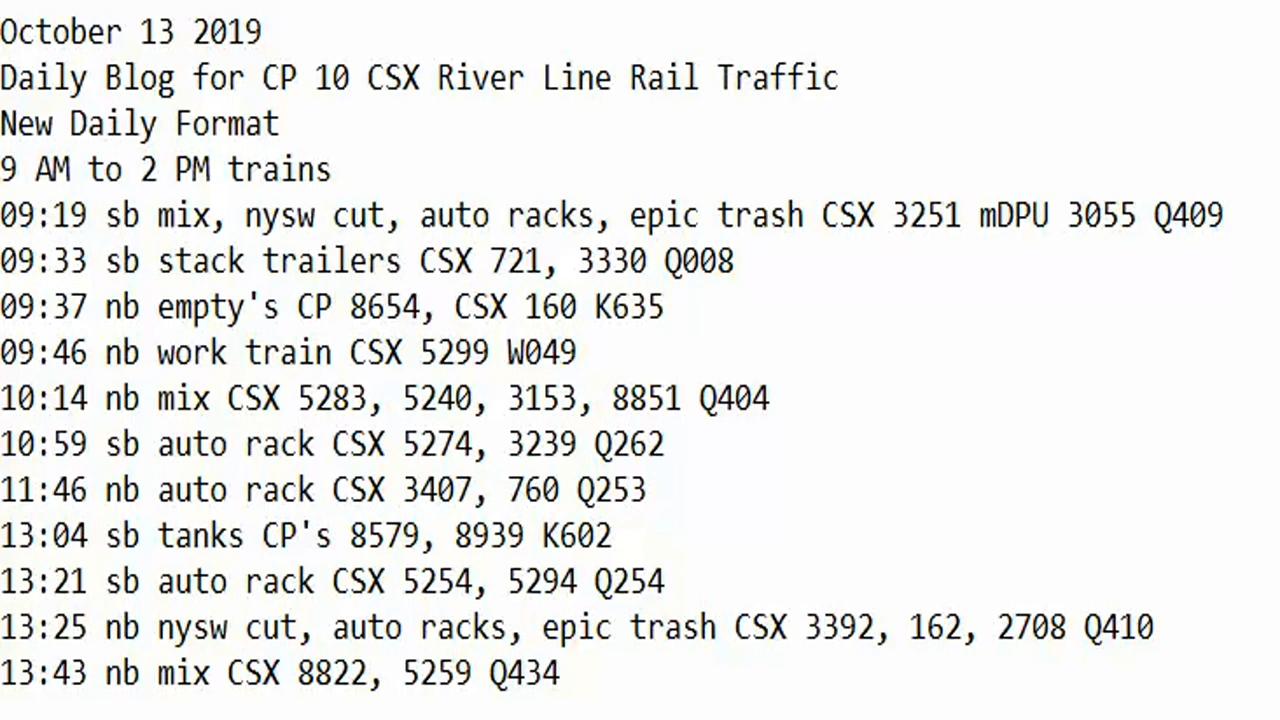 October 13 2019
Daily Blog for CP 10 CSX River Line Rail Traffic
New Daily Format
9 AM to 2 PM trains
09:19 sb mix, nysw cut, auto racks, epic trash CSX 3251 mDPU 3055 Q409
09:33 sb stack trailers CSX 721, 3330 Q008
09:37 nb empty's CP 8654, CSX 160 K635
09:46 nb work train CSX 5299 W049
10:14 nb mix CSX 5283, 5240, 3153, 8851 Q404
10:59 sb auto rack CSX 5274, 3239 Q262
11:46 nb auto rack CSX 3407, 760 Q253
13:04 sb tanks CP's 8579, 8939 K602
13:21 sb auto rack CSX 5254, 5294 Q254
13:25 nb nysw cut, auto racks, epic trash CSX 3392, 162, 2708 Q410
13:43 nb mix CSX 8822, 5259 Q434